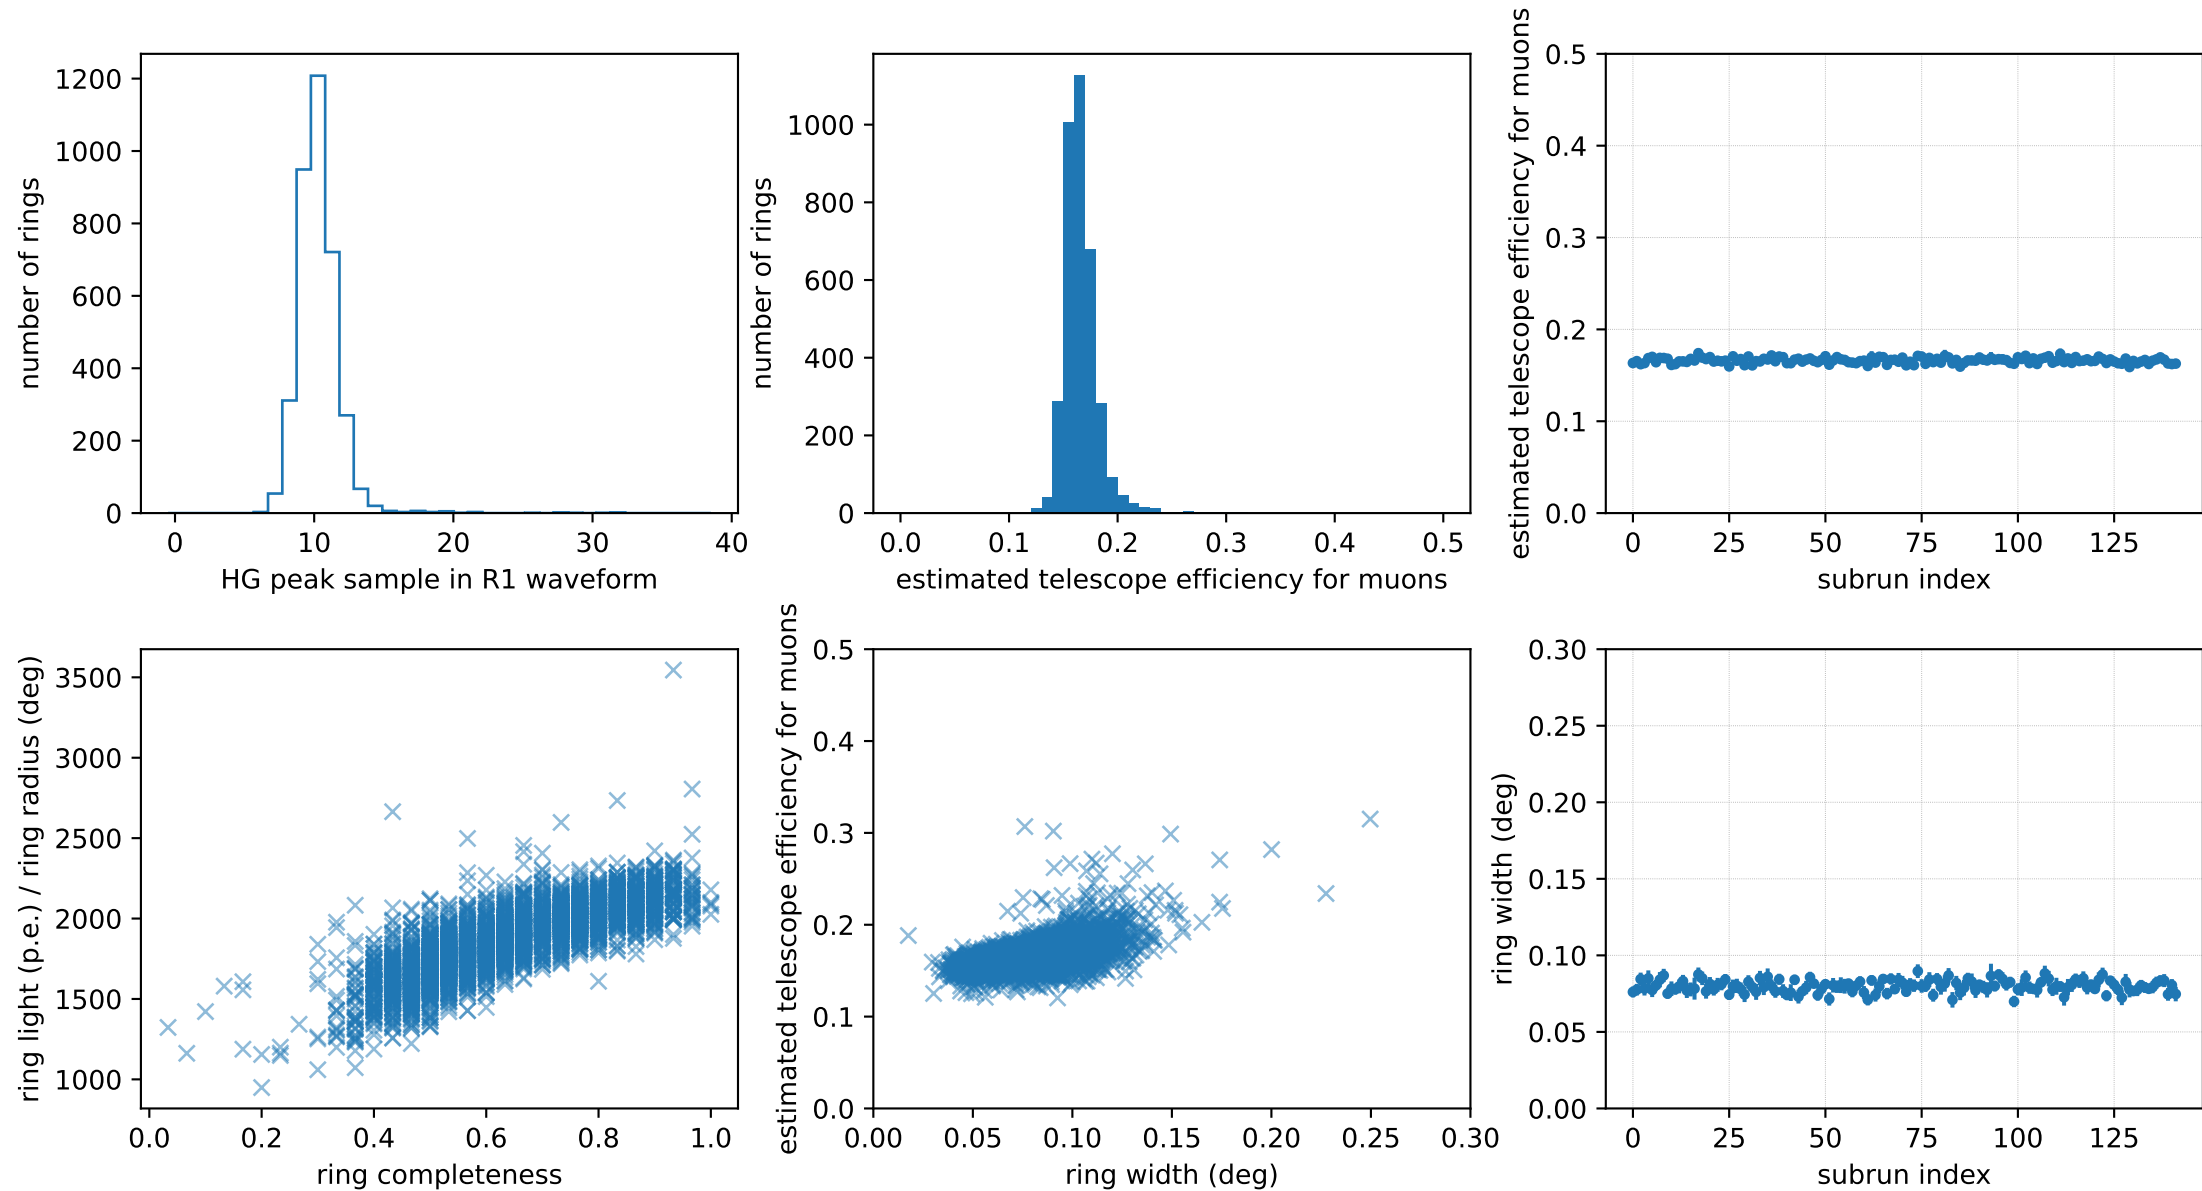 number of rings
1200
1000
800
600
400
200
0
0 10 20 30 40
HG peak sample in R1 waveform
number of rings
1000
800
600
400
200
0
0.0 0.1 0.2 0.3 0.4 0.5
estimated telescope efficiency for muons
estimated telescope efficiency for muons
0.5
0.4
0.3
0.2
0.1
0.0
0 25 50 75 100 125
subrun index
ring light (p.e.) / ring radius (deg)
3500
3000
2500
2000
1500
1000
0.0 0.2 0.4 0.6 0.8 1.0
ring completeness
estimated telescope efficiency for muons
0.5
0.4
0.3
0.2
0.1
0.0
0.00 0.05 0.10 0.15 0.20 0.25 0.30
ring width (deg)
ring width (deg)
0.30
0.25
0.20
0.15
0.10
0.05
0.00
0 25 50 75 100 125
subrun index